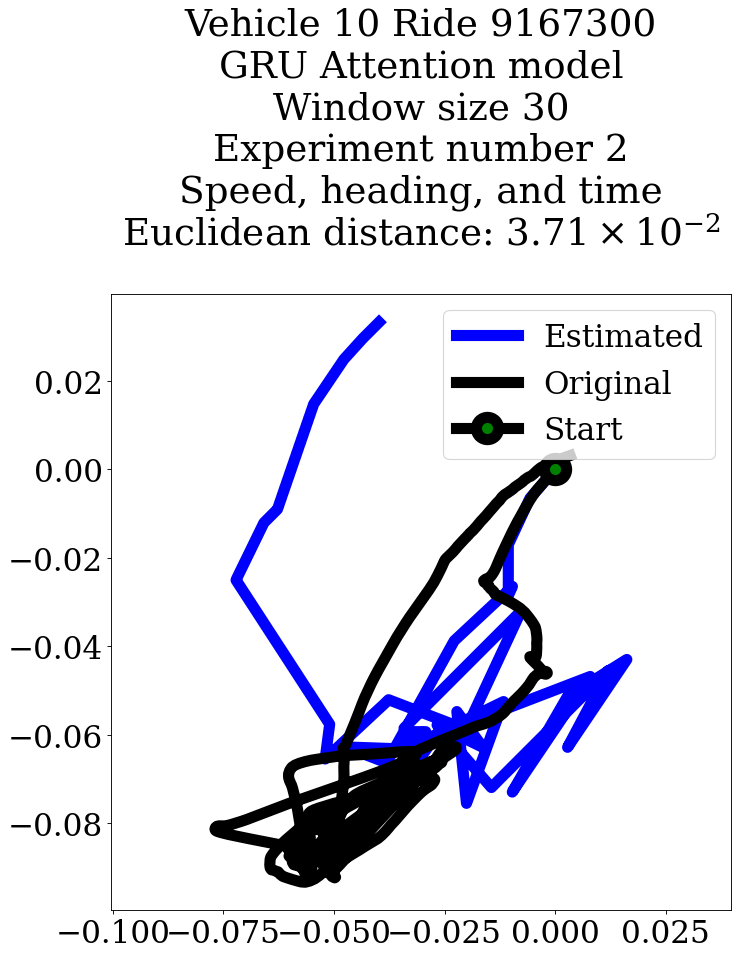 Vehicle 10 Ride 9167300
GRU Attention model
Window size 30
Experiment number 2
Speed, heading, and time
Euclidean distance: 3.71 × 10⁻²
Estimated
Original
Start
0.02
0.00
−0.02
−0.04
−0.06
−0.08
−0.100 −0.075 −0.050 −0.025 0.000 0.025